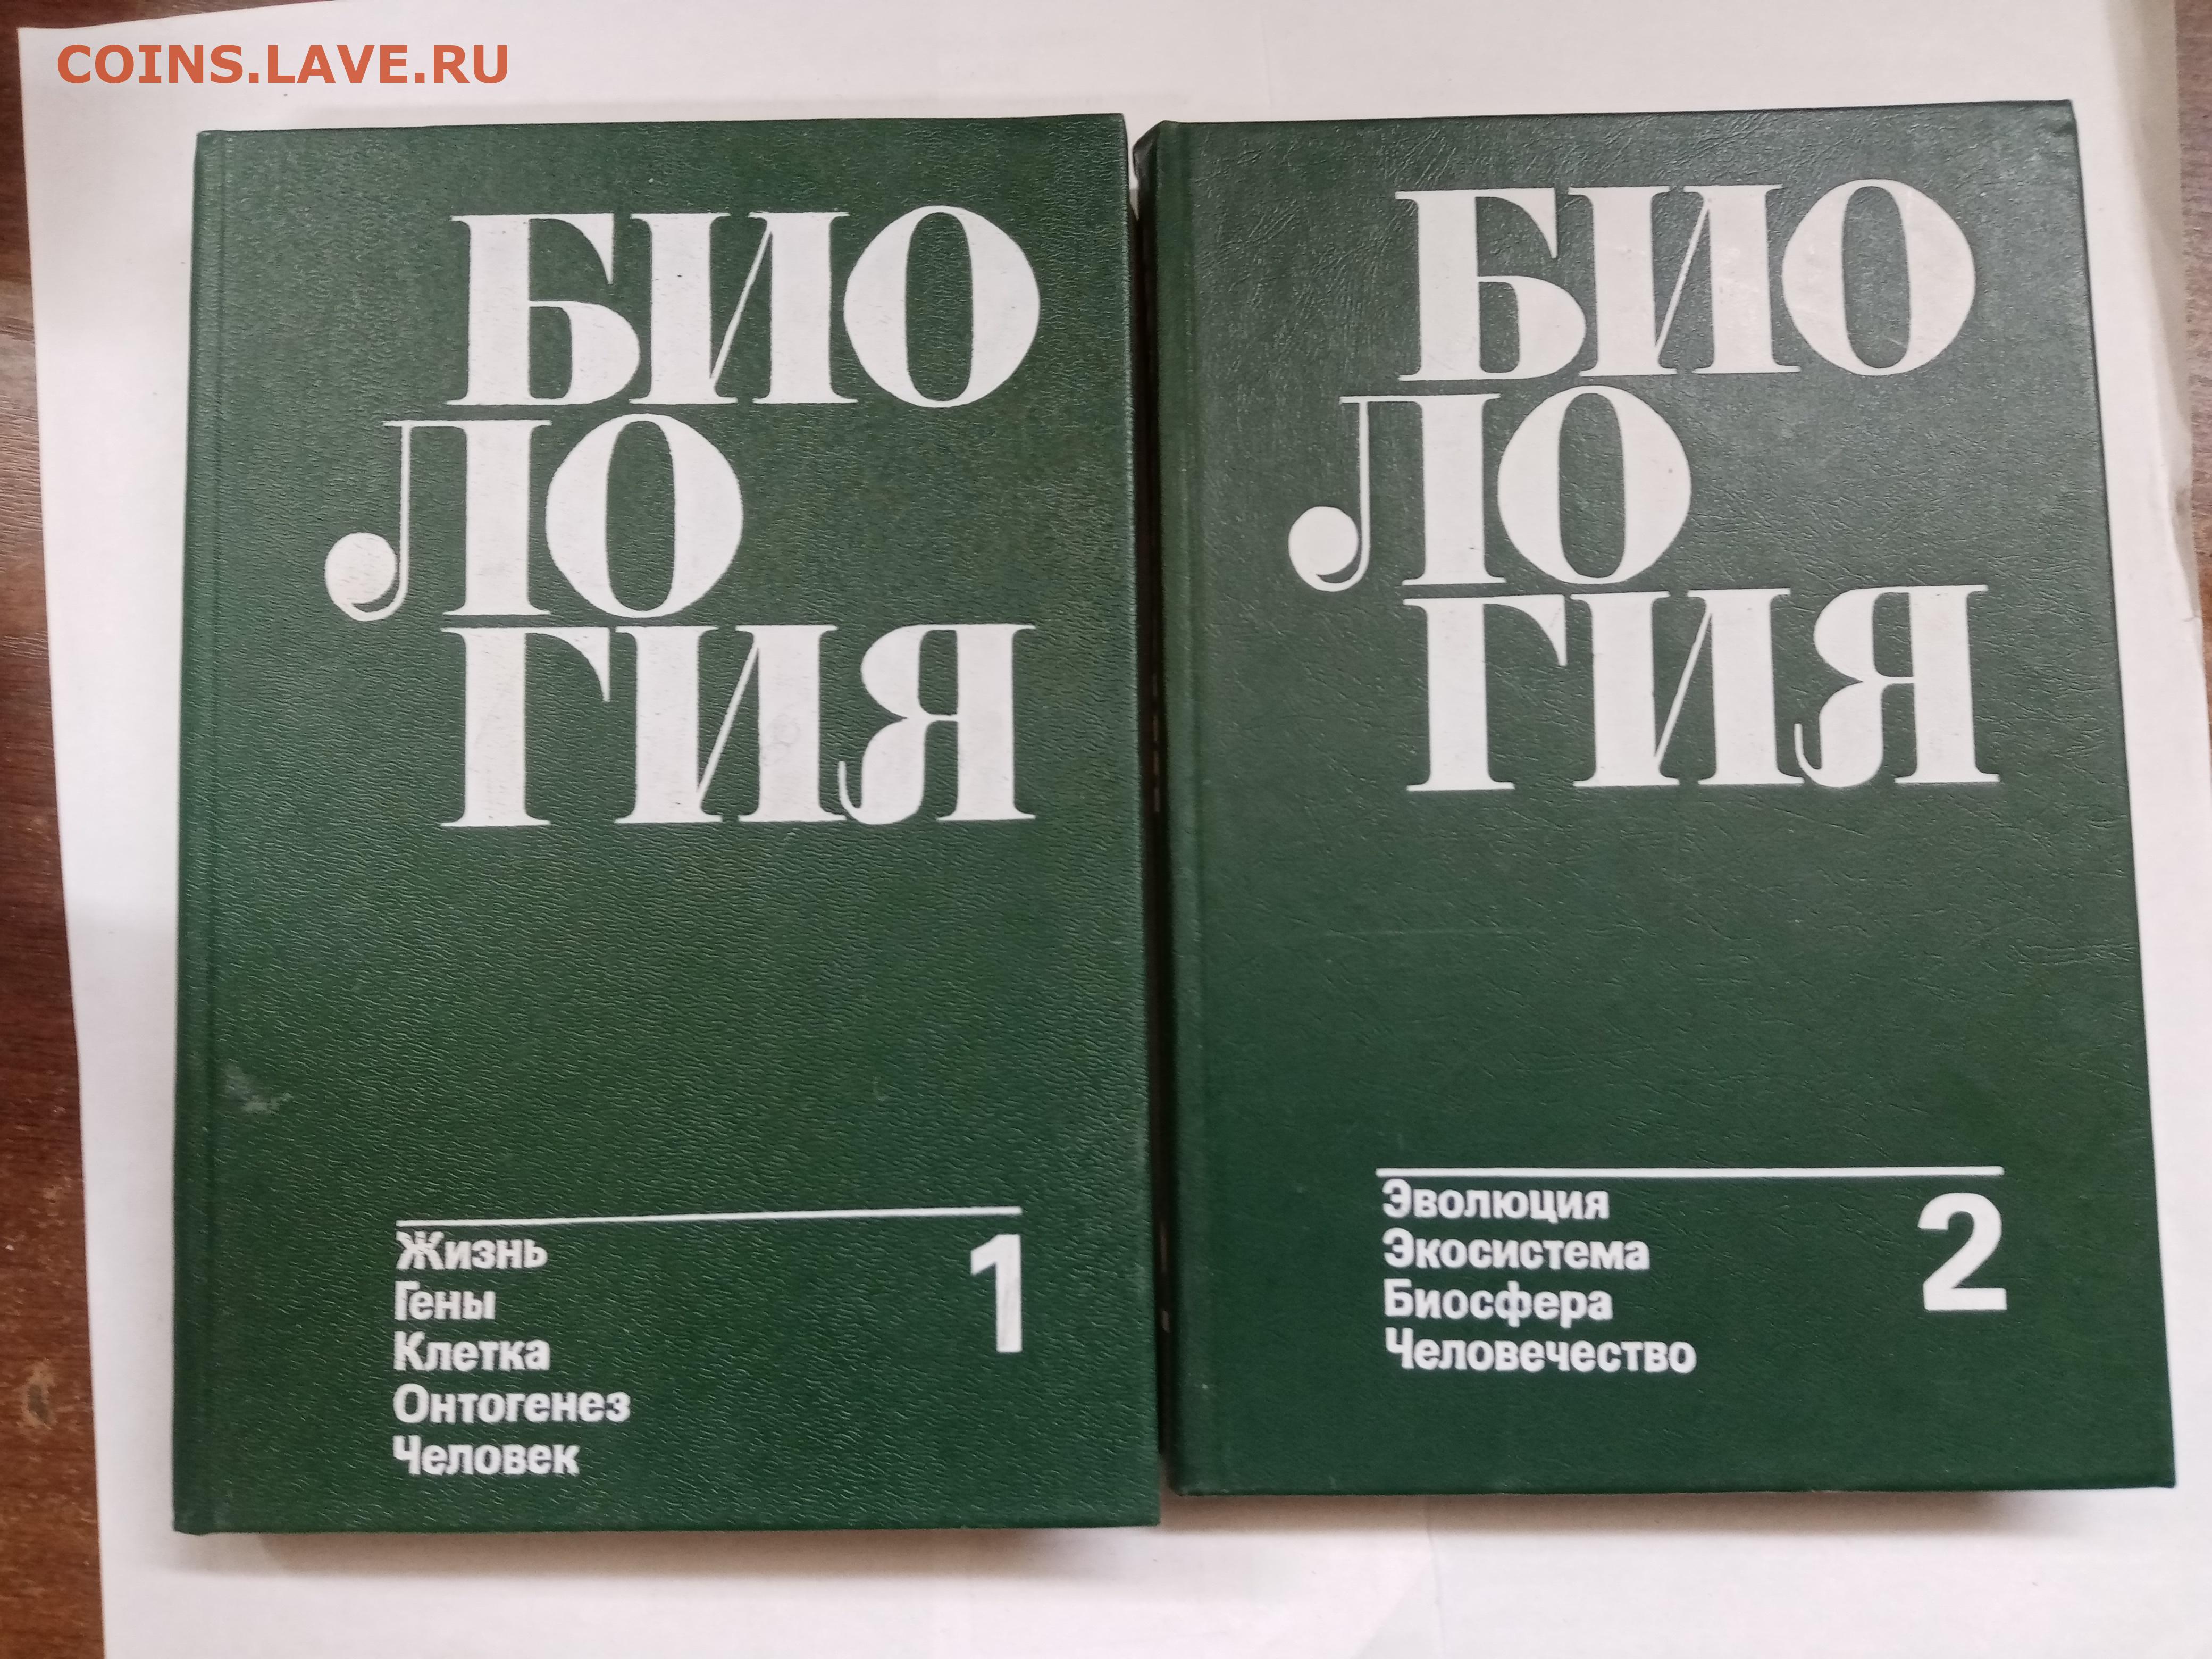 COINS.LAVE.RU
БИО
ЛО
ГИЯ
Жизнь
Гены
Клетка
Онтогенез
Человек
1
БИО
ЛО
ГИЯ
Эволюция
Экосистема
Биосфера
Человечество
2